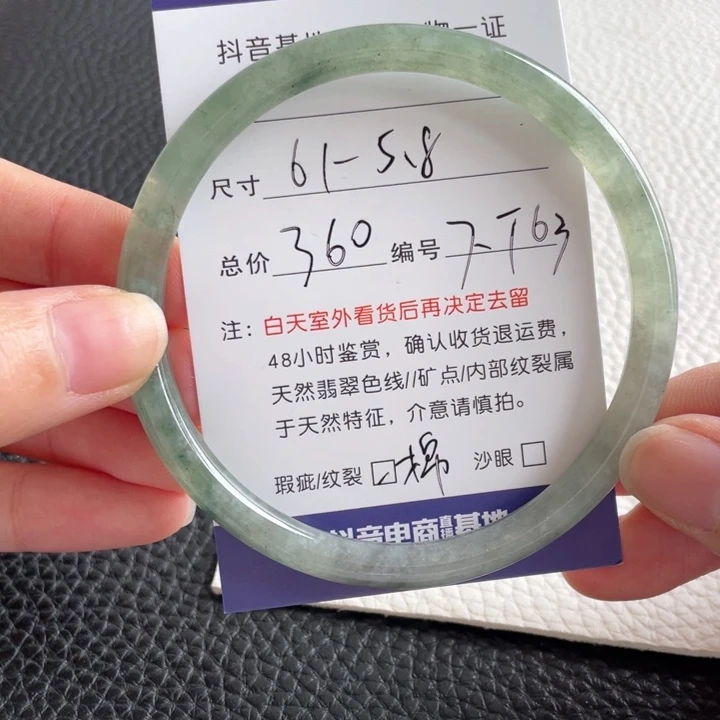 抖音基 一证
尺寸 61-5.8
总价 360 编号 7-T63
注：白天室外看货后再决定去留
48小时鉴赏，确认收货退运费，
天然翡翠色线//矿点/内部纹裂属
于天然特征，介意请慎拍。
瑕疵/纹裂 ☑棉 沙眼 □
抖音电商直播基地